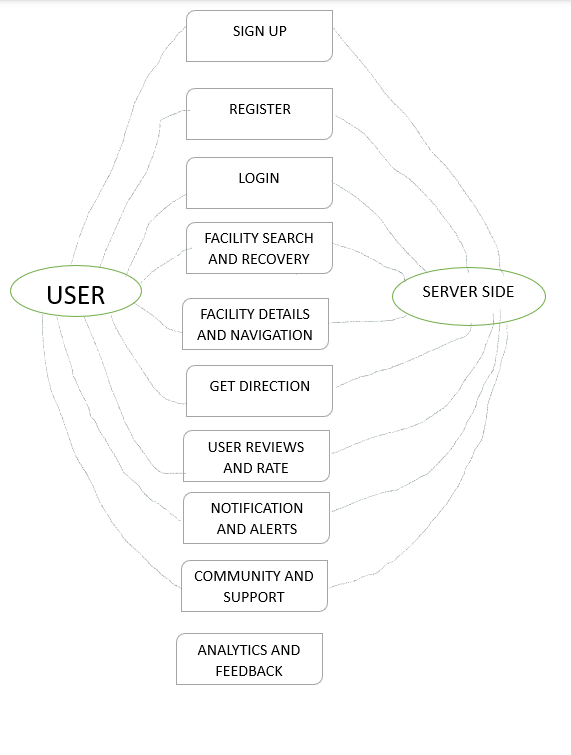 SIGN UP
REGISTER
LOGIN
FACILITY SEARCH
AND RECOVERY
USER
SERVER SIDE
FACILITY DETAILS
AND NAVIGATION
GET DIRECTION
USER REVIEWS
AND RATE
NOTIFICATION
AND ALERTS
COMMUNITY AND
SUPPORT
ANALYTICS AND
FEEDBACK